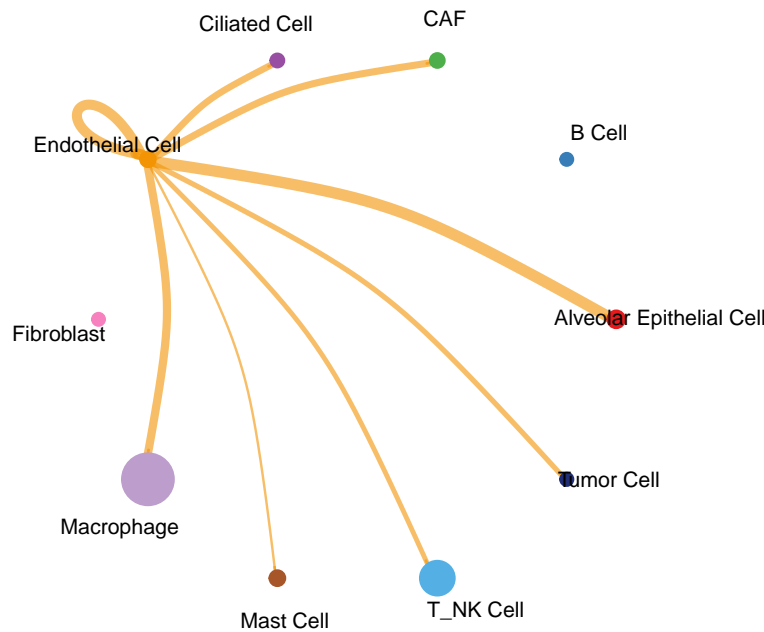 Ciliated Cell
CAF
B Cell
Endothelial Cell
Alveolar Epithelial Cell
Fibroblast
Tumor Cell
Macrophage
Mast Cell
T_NK Cell